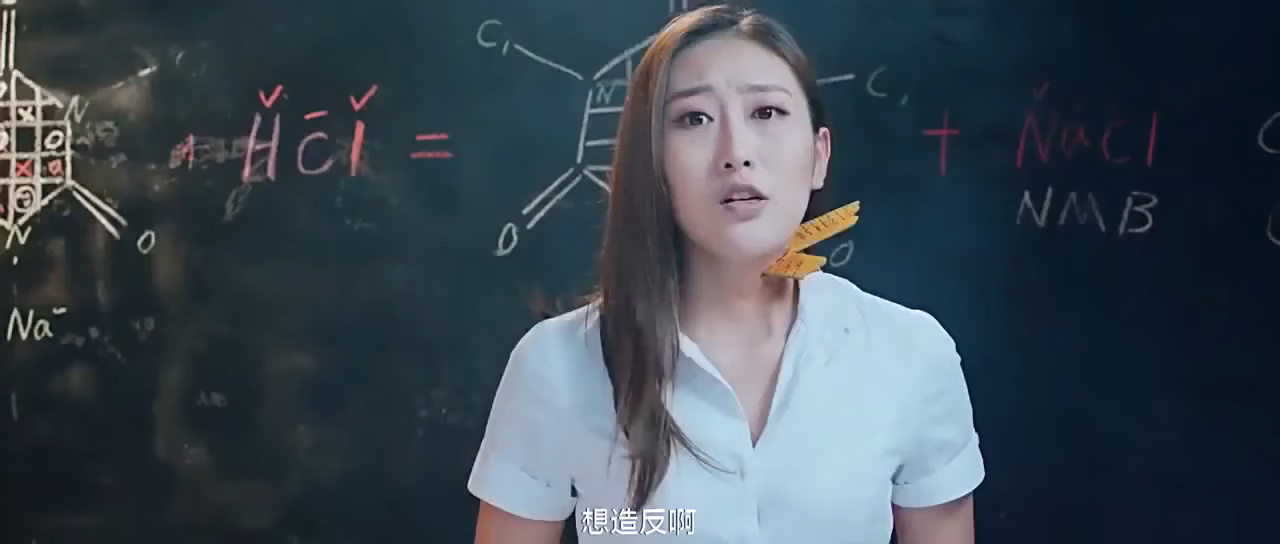 C,
N
C,
N
+ HCl =
+ NaCl
O
O
NMB
O
N
Na-
想造反啊